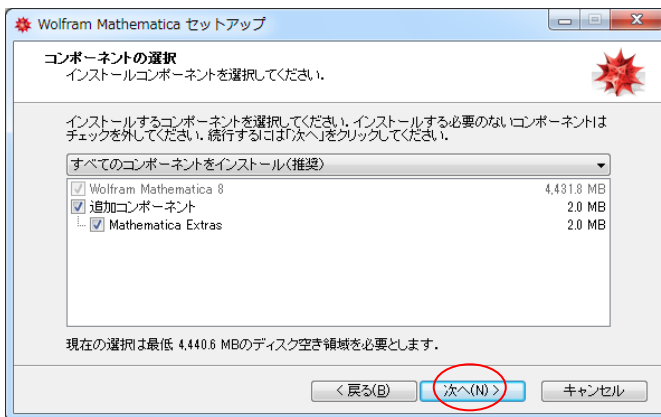 Wolfram Mathematica セットアップ
コンポーネントの選択
インストールコンポーネントを選択してください.
インストールするコンポーネントを選択してください. インストールする必要のないコンポーネントは
チェックを外してください. 続行するには「次へ」をクリックしてください.
すべてのコンポーネントをインストール(推奨)
Wolfram Mathematica 8 4,431.8 MB
追加コンポーネント 2.0 MB
Mathematica Extras 2.0 MB
現在の選択は最低 4,440.6 MBのディスク空き領域を必要とします.
< 戻る(B) 次へ(N) > キャンセル